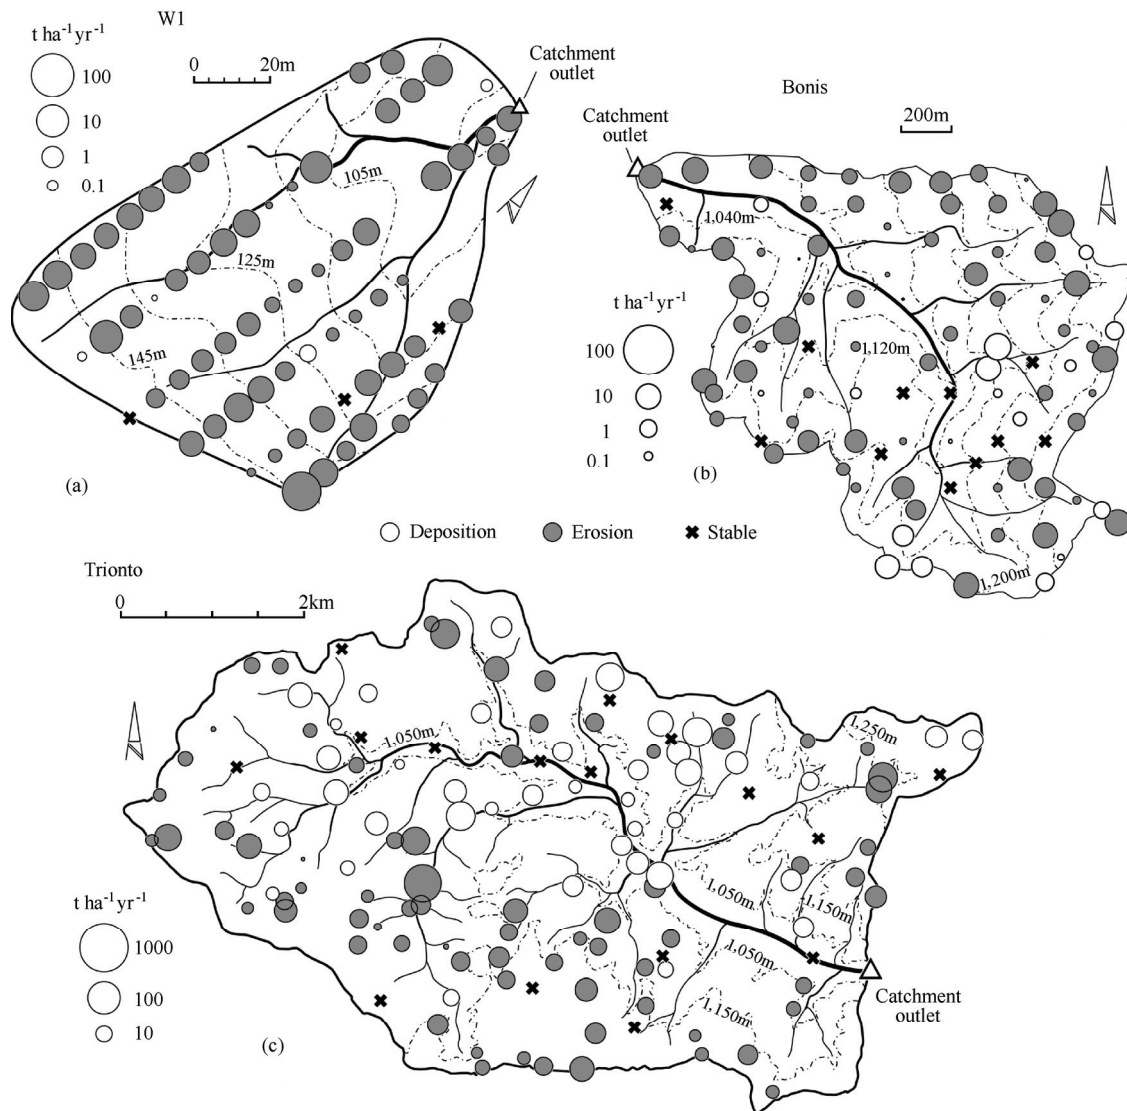 W1
t ha⁻¹ yr⁻¹
100
10
1
0.1
0 20m
Catchment
outlet
105m
125m
145m
(a)
Bonis
200m
Catchment
outlet
1,040m
t ha⁻¹ yr⁻¹
100
10
1
0.1
1,120m
1,200m
(b)
N
Deposition Erosion Stable
Trionto
0 2km
1,050m
1,250m
1,050m
1,150m
1,050m
1,150m
t ha⁻¹ yr⁻¹
1000
100
10
Catchment
outlet
(c)